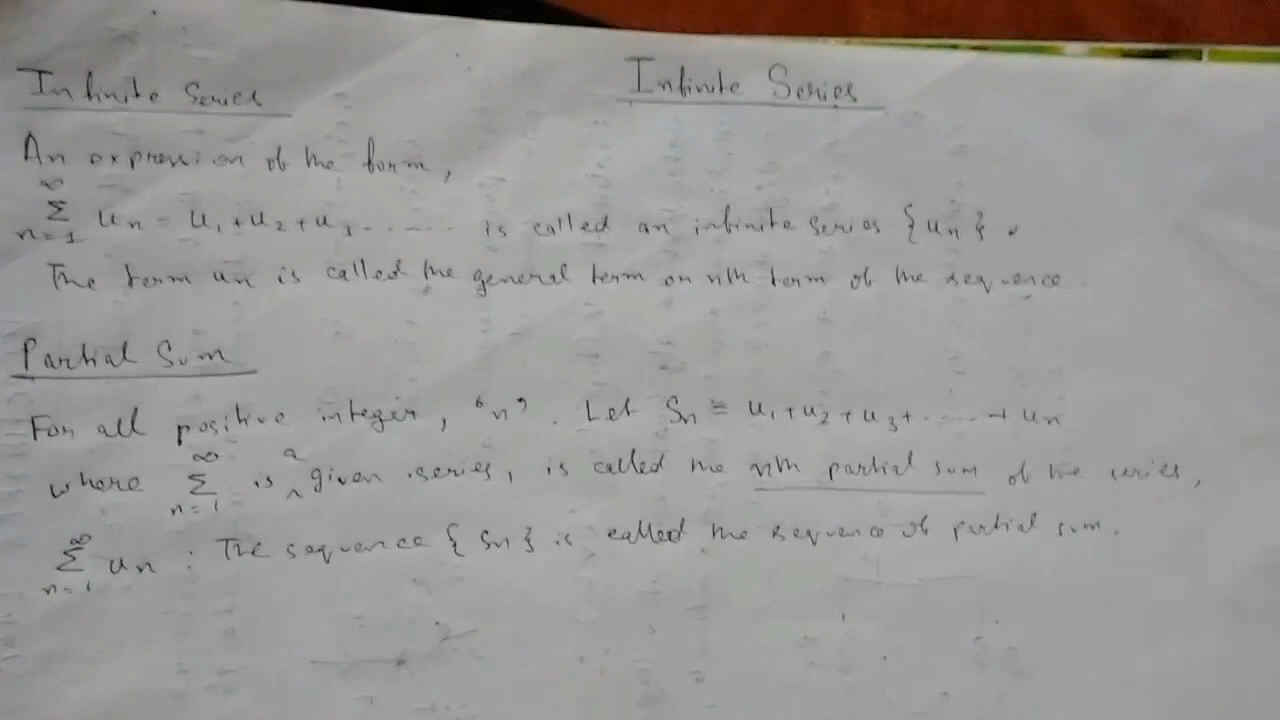 Infinite Series
Infinite Series
An expression of the form,
∞
Σ un = u1 + u2 + u3 ....... is called an infinite series {un}.
n=1
The term un is called the general term or nth term of the sequence.
Partial Sum
For all positive integer, "n". Let Sn = u1 + u2 + u3 + ...... + un
where ∞Σn=1 is a given series, is called the nth partial sum of the series,
∞Σn=1 un : The sequence {Sn} is called the sequence of partial sum.